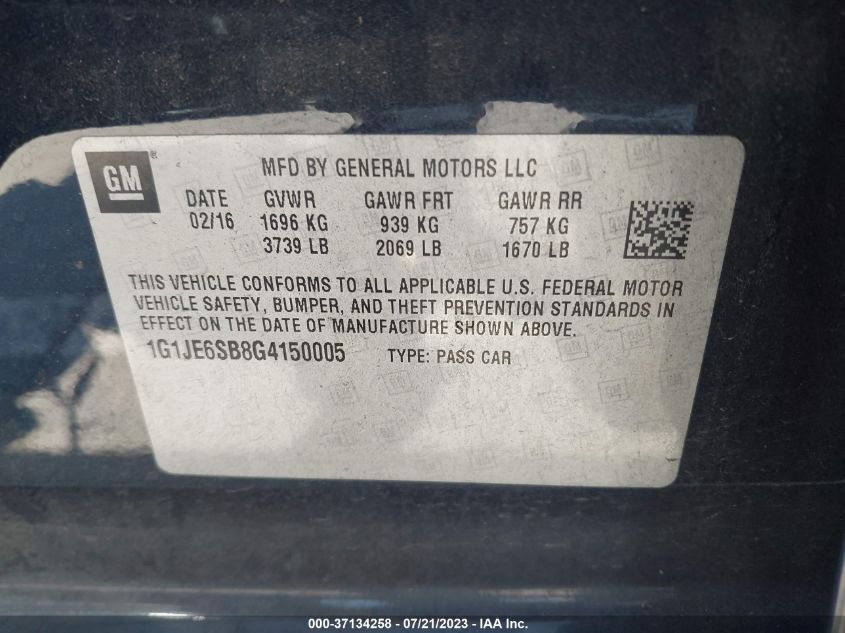 GM
MFD BY GENERAL MOTORS LLC
DATE GVWR GAWR FRT GAWR RR
02/16 1696 KG 939 KG 757 KG
3739 LB 2069 LB 1670 LB
THIS VEHICLE CONFORMS TO ALL APPLICABLE U.S. FEDERAL MOTOR
VEHICLE SAFETY, BUMPER, AND THEFT PREVENTION STANDARDS IN
EFFECT ON THE DATE OF MANUFACTURE SHOWN ABOVE.
1G1JE6SB8G4150005 TYPE: PASS CAR
000-37134258 - 07/21/2023 - IAA Inc.